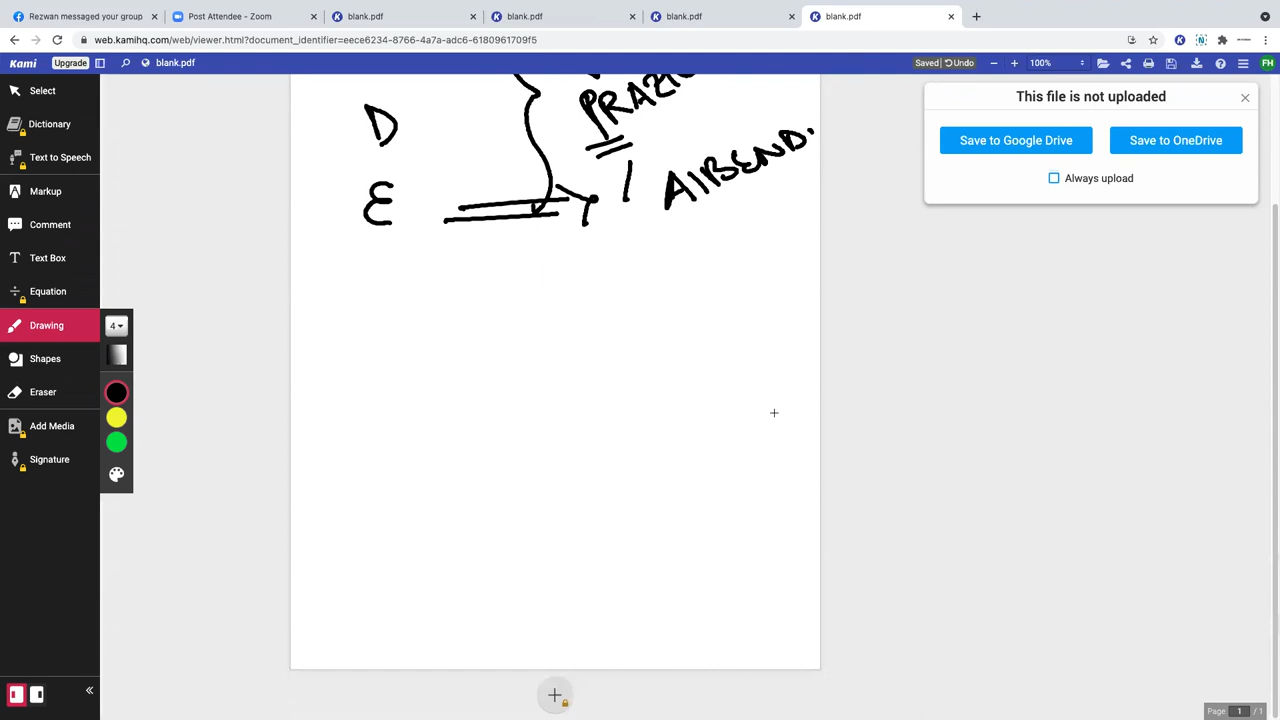 Rezwan messaged your group
Post Attendee - Zoom
blank.pdf
blank.pdf
blank.pdf
blank.pdf
web.kamihq.com/web/viewer.html?document_identifier=eece6234-8766-4a7a-adc6-6180961709f5
Kami Upgrade blank.pdf Saved Undo 100% FH
Select
Dictionary
Text to Speech
Markup
Comment
Text Box
Equation
Drawing
Shapes
Eraser
Add Media
Signature
4
D
E
PRAZI
AlBEND.
This file is not uploaded
Save to Google Drive Save to OneDrive
Always upload
Page 1 / 1